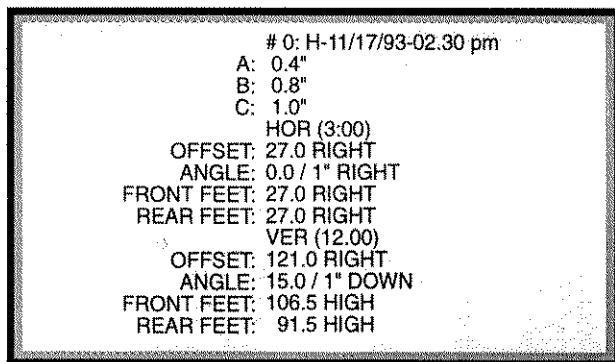 # 0: H-11/17/93-02.30 pm
A: 0.4"
B: 0.8"
C: 1.0"
HOR (3:00)
OFFSET: 27.0 RIGHT
ANGLE: 0.0 / 1" RIGHT
FRONT FEET: 27.0 RIGHT
REAR FEET: 27.0 RIGHT
VER (12.00)
OFFSET: 121.0 RIGHT
ANGLE: 15.0 / 1" DOWN
FRONT FEET: 106.5 HIGH
REAR FEET: 91.5 HIGH